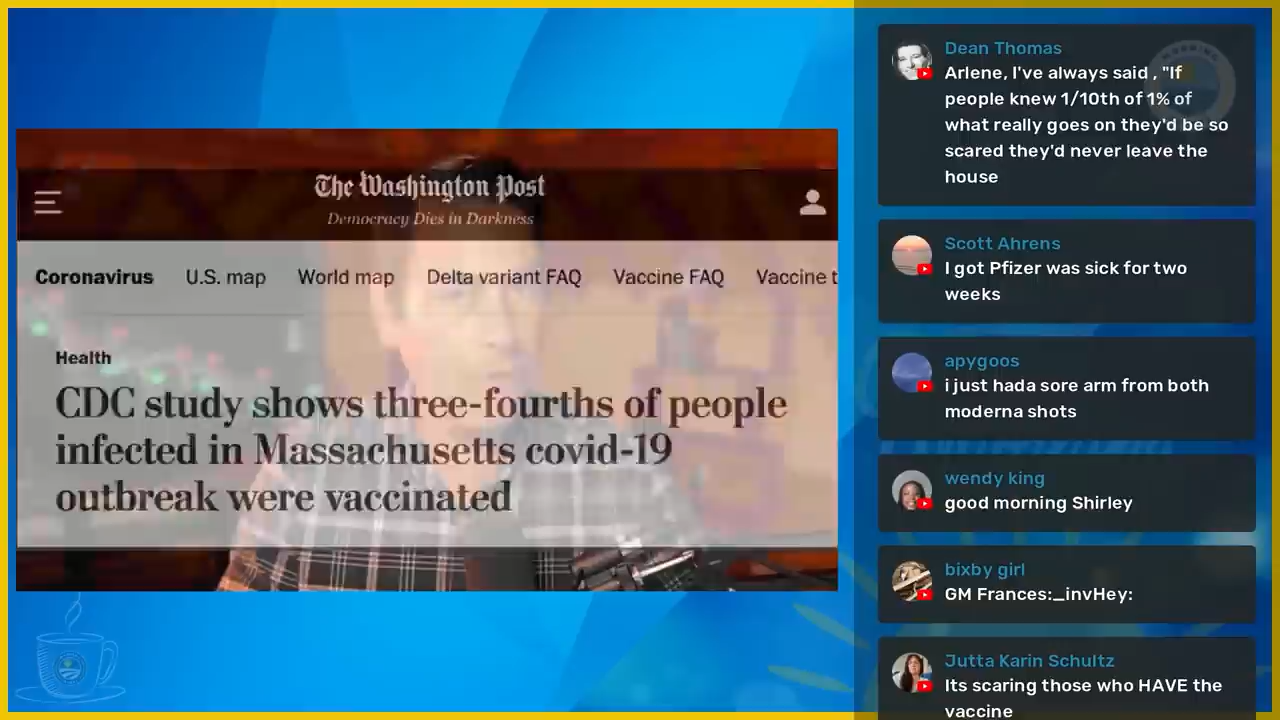 The Washington Post
Democracy Dies in Darkness
Coronavirus U.S. map World map Delta variant FAQ Vaccine FAQ Vaccine t
Health
CDC study shows three-fourths of people
infected in Massachusetts covid-19
outbreak were vaccinated
Dean Thomas
Arlene, I've always said , "If
people knew 1/10th of 1% of
what really goes on they'd be so
scared they'd never leave the
house
Scott Ahrens
I got Pfizer was sick for two
weeks
apygoos
i just hada sore arm from both
moderna shots
wendy king
good morning Shirley
bixby girl
GM Frances:_invHey:
Jutta Karin Schultz
Its scaring those who HAVE the
vaccine